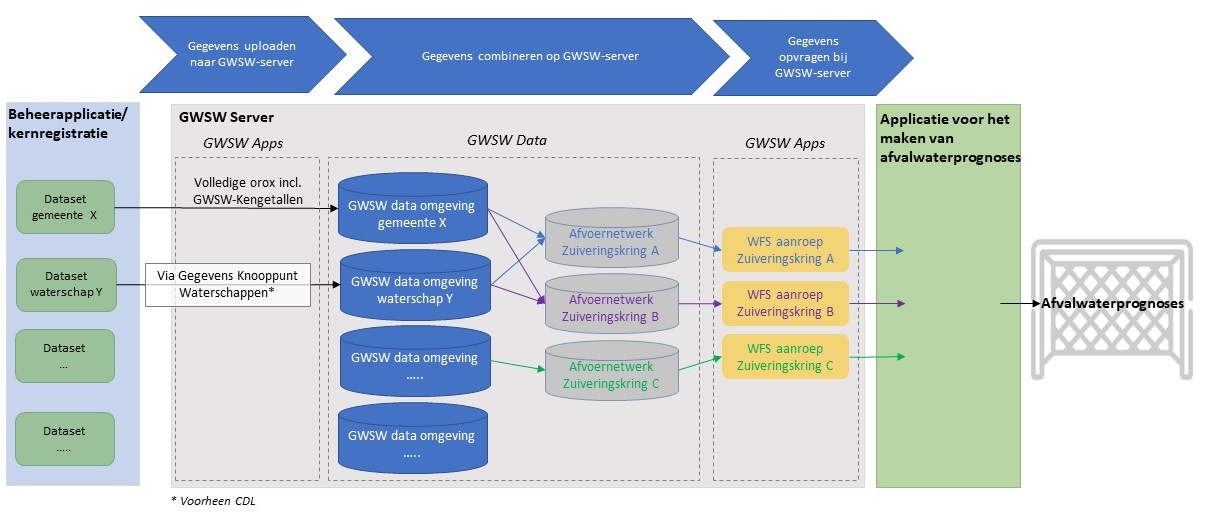 Gegevens uploaden
naar GWSW-server
Gegevens combineren op GWSW-server
Gegevens
opvragen bij
GWSW-server
Beheerapplicatie/
kernregistratie
Dataset
gemeente X
Dataset
waterschap Y
Dataset
...
Dataset
.....
GWSW Server
GWSW Apps
Volledige orox incl.
GWSW-Kengetallen
Via Gegevens Knooppunt
Waterschappen*
GWSW Data
GWSW data omgeving
gemeente X
GWSW data omgeving
waterschap Y
GWSW data omgeving
.....
GWSW data omgeving
.....
Afvoernetwerk
Zuiveringskring A
Afvoernetwerk
Zuiveringskring B
Afvoernetwerk
Zuiveringskring C
GWSW Apps
WFS aanroep
Zuiveringskring A
WFS aanroep
Zuiveringskring B
WFS aanroep
Zuiveringskring C
Applicatie voor het
maken van
afvalwaterprognoses
Afvalwaterprognoses
* Voorheen CDL